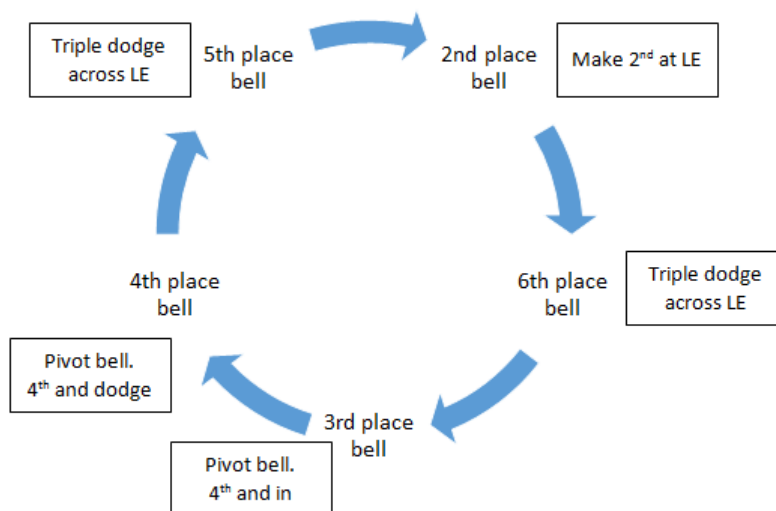 Triple dodge
across LE
5th place
bell
2nd place
bell
Make 2nd at LE
6th place
bell
Triple dodge
across LE
3rd place
bell
Pivot bell.
4th and in
4th place
bell
Pivot bell.
4th and dodge